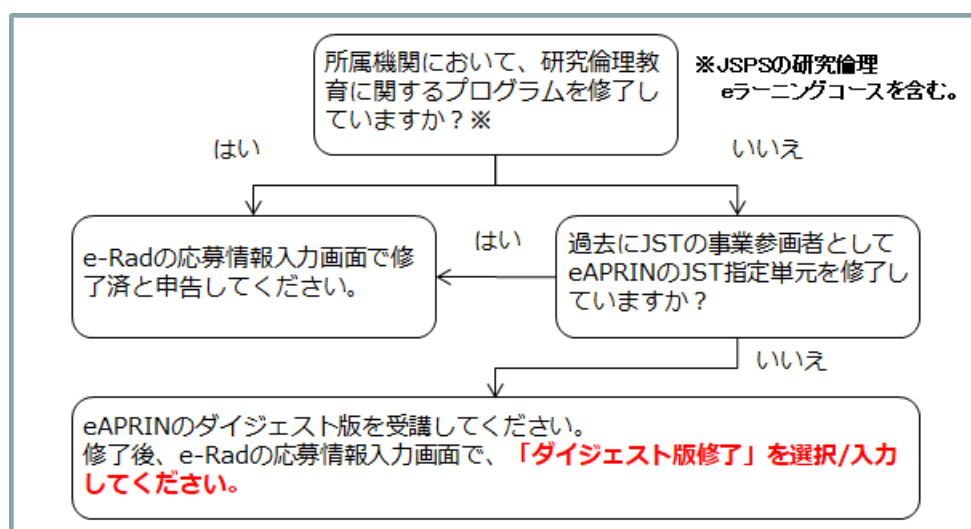 所属機関において、研究倫理教
育に関するプログラムを修了し
ていますか？※
※JSPSの研究倫理
eラーニングコースを含む。
はい
いいえ
e-Radの応募情報入力画面で修
了済と申告してください。
はい
過去にJSTの事業参画者として
eAPRINのJST指定単元を修了し
ていますか？
いいえ
eAPRINのダイジェスト版を受講してください。
修了後、e-Radの応募情報入力画面で、「ダイジェスト版修了」を選択/入力
してください。